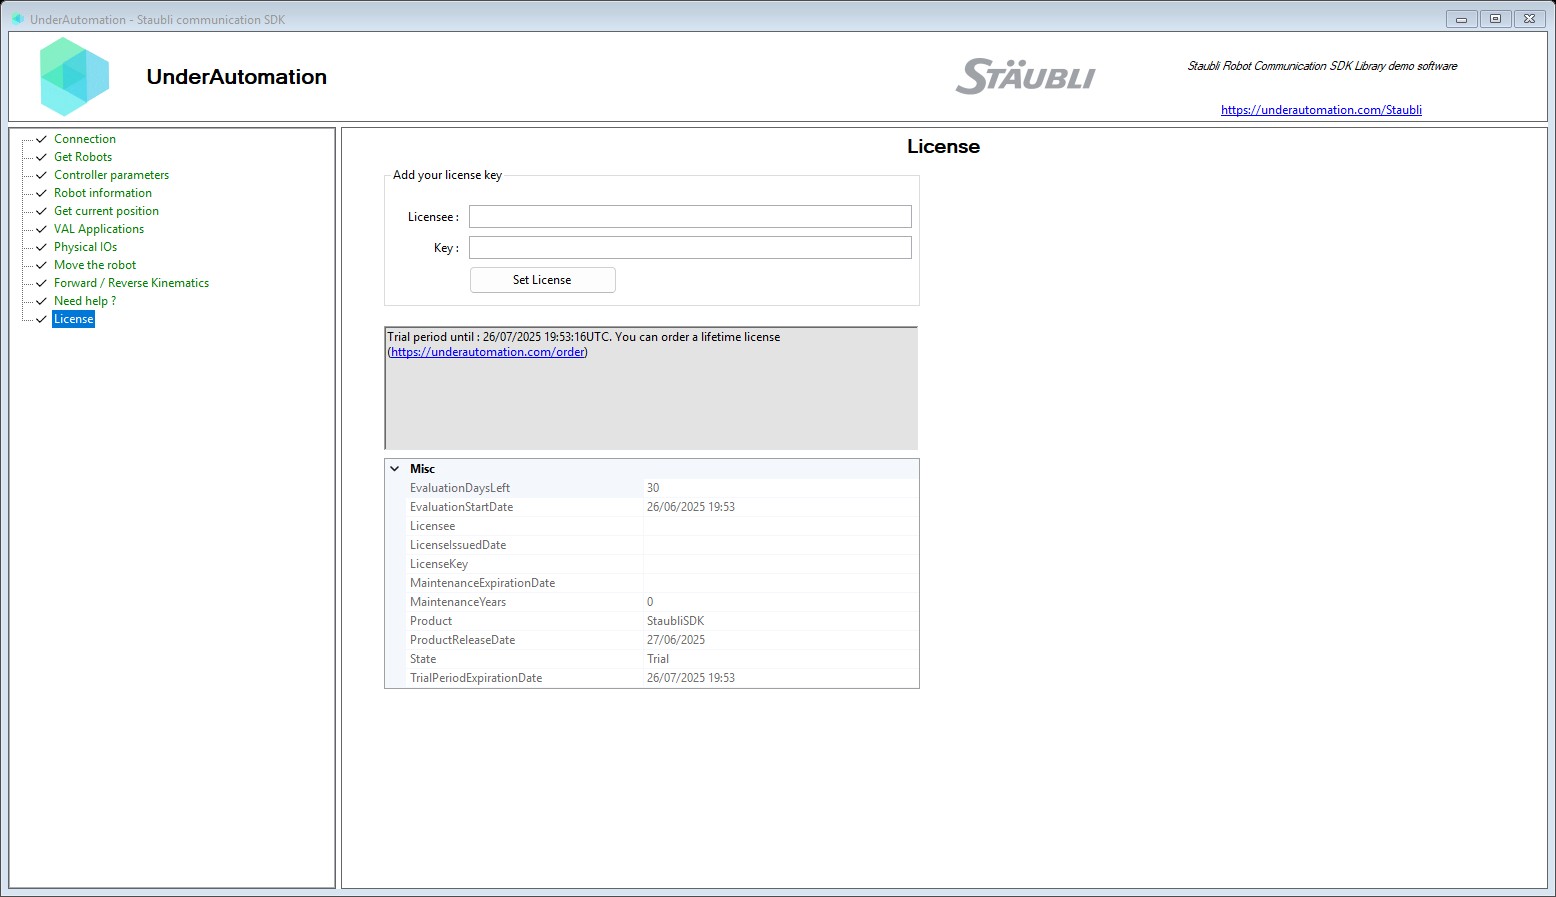 UnderAutomation - Staubli communication SDK
UnderAutomation
STÄUBLI
Staubli Robot Communication SDK Library demo software
https://underautomation.com/Staubli
Connection
Get Robots
Controller parameters
Robot information
Get current position
VAL Applications
Physical IOs
Move the robot
Forward / Reverse Kinematics
Need help ?
License
License
Add your license key
Licensee :
Key :
Set License
Trial period until : 26/07/2025 19:53:16UTC. You can order a lifetime license
(https://underautomation.com/order)
Misc
EvaluationDaysLeft 30
EvaluationStartDate 26/06/2025 19:53
Licensee
LicenseIssuedDate
LicenseKey
MaintenanceExpirationDate
MaintenanceYears 0
Product StaubliSDK
ProductReleaseDate 27/06/2025
State Trial
TrialPeriodExpirationDate 26/07/2025 19:53